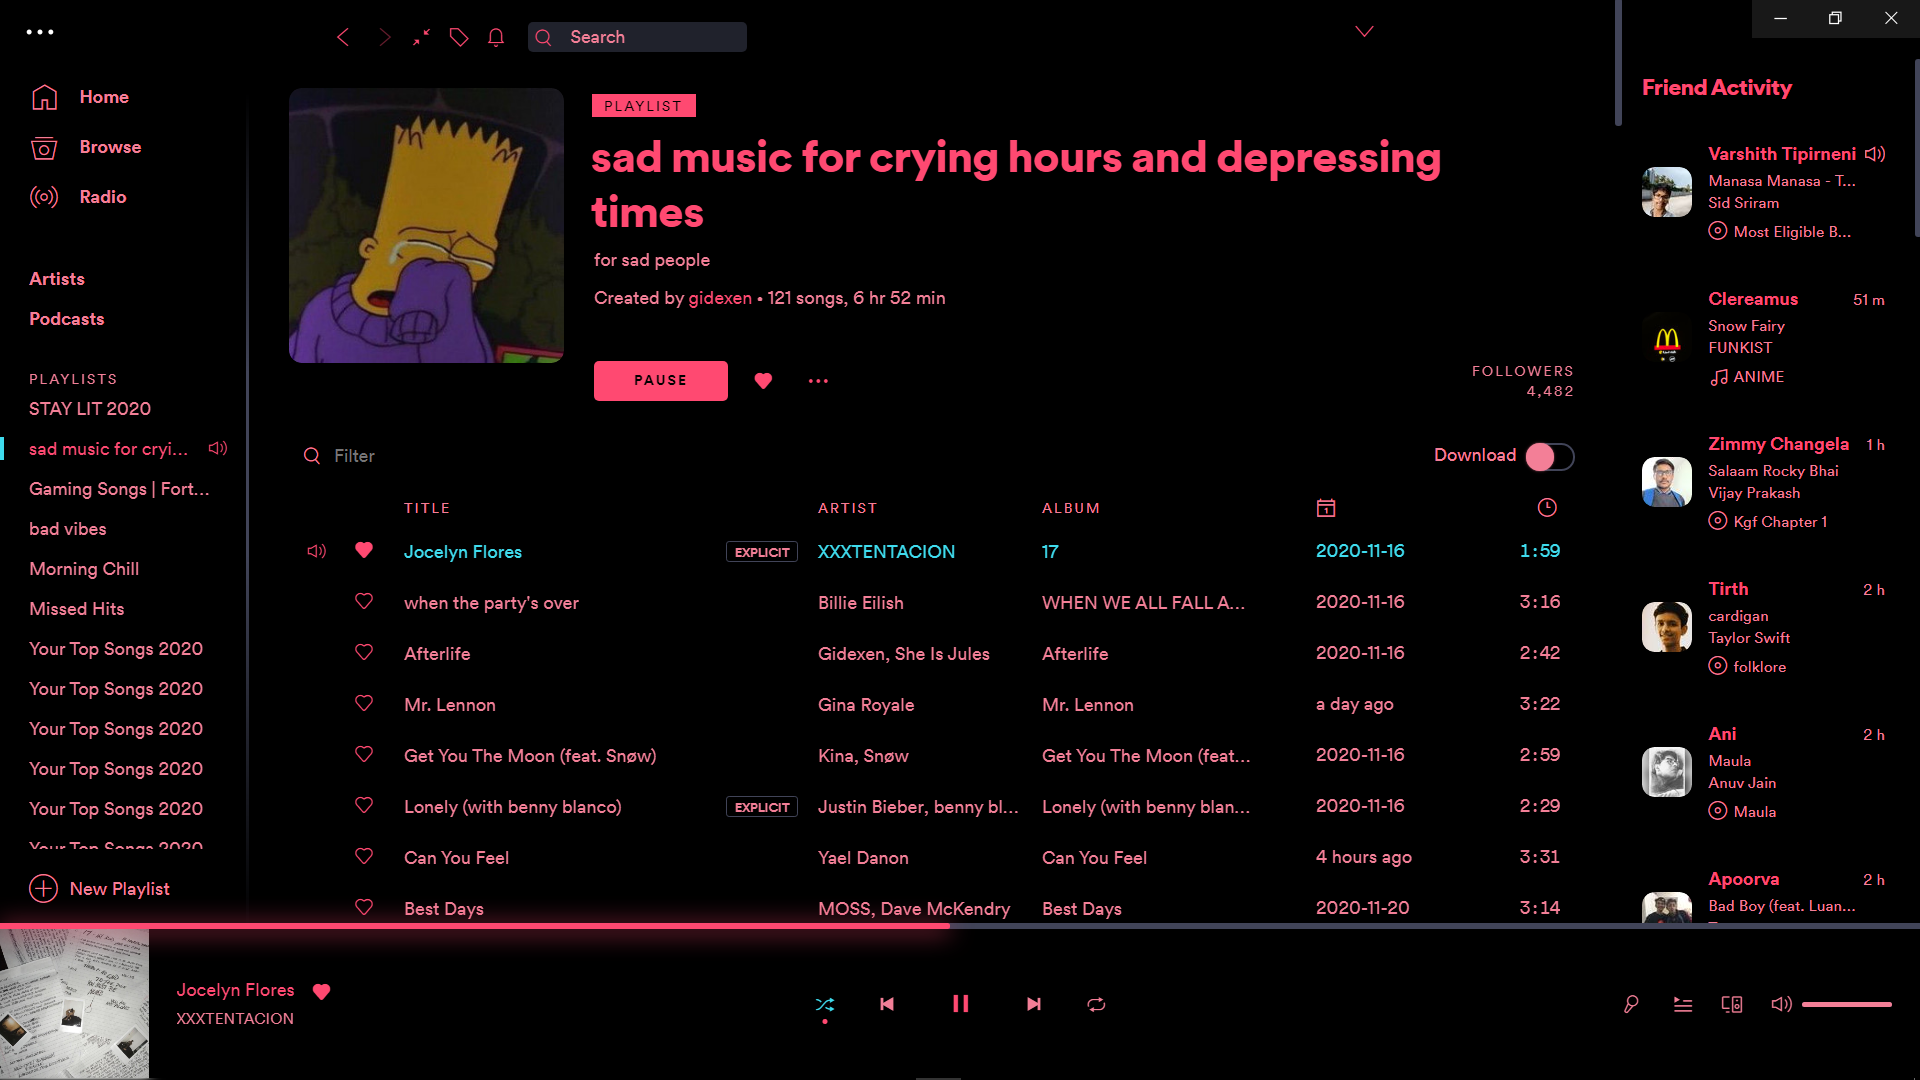 Search
Home
Browse
Radio
Artists
Podcasts
PLAYLISTS
STAY LIT 2020
sad music for cryi...
Gaming Songs | Fort...
bad vibes
Morning Chill
Missed Hits
Your Top Songs 2020
Your Top Songs 2020
Your Top Songs 2020
Your Top Songs 2020
Your Top Songs 2020
Your Top Songs 2020
New Playlist
PLAYLIST
sad music for crying hours and depressing
times
for sad people
Created by gidexen • 121 songs, 6 hr 52 min
PAUSE
FOLLOWERS
4,482
Filter
Download
TITLE ARTIST ALBUM
Jocelyn Flores EXPLICIT XXXTENTACION 17 2020-11-16 1:59
when the party's over Billie Eilish WHEN WE ALL FALL A... 2020-11-16 3:16
Afterlife Gidexen, She Is Jules Afterlife 2020-11-16 2:42
Mr. Lennon Gina Royale Mr. Lennon a day ago 3:22
Get You The Moon (feat. Snøw) Kina, Snøw Get You The Moon (feat... 2020-11-16 2:59
Lonely (with benny blanco) EXPLICIT Justin Bieber, benny bl... Lonely (with benny blan... 2020-11-16 2:29
Can You Feel Yael Danon Can You Feel 4 hours ago 3:31
Best Days MOSS, Dave McKendry Best Days 2020-11-20 3:14
Friend Activity
Varshith Tipirneni
Manasa Manasa - T...
Sid Sriram
Most Eligible B...
Clereamus 51 m
Snow Fairy
FUNKIST
ANIME
Zimmy Changela 1 h
Salaam Rocky Bhai
Vijay Prakash
Kgf Chapter 1
Tirth 2 h
cardigan
Taylor Swift
folklore
Ani 2 h
Maula
Anuv Jain
Maula
Apoorva 2 h
Bad Boy (feat. Luan...
Jocelyn Flores
XXXTENTACION